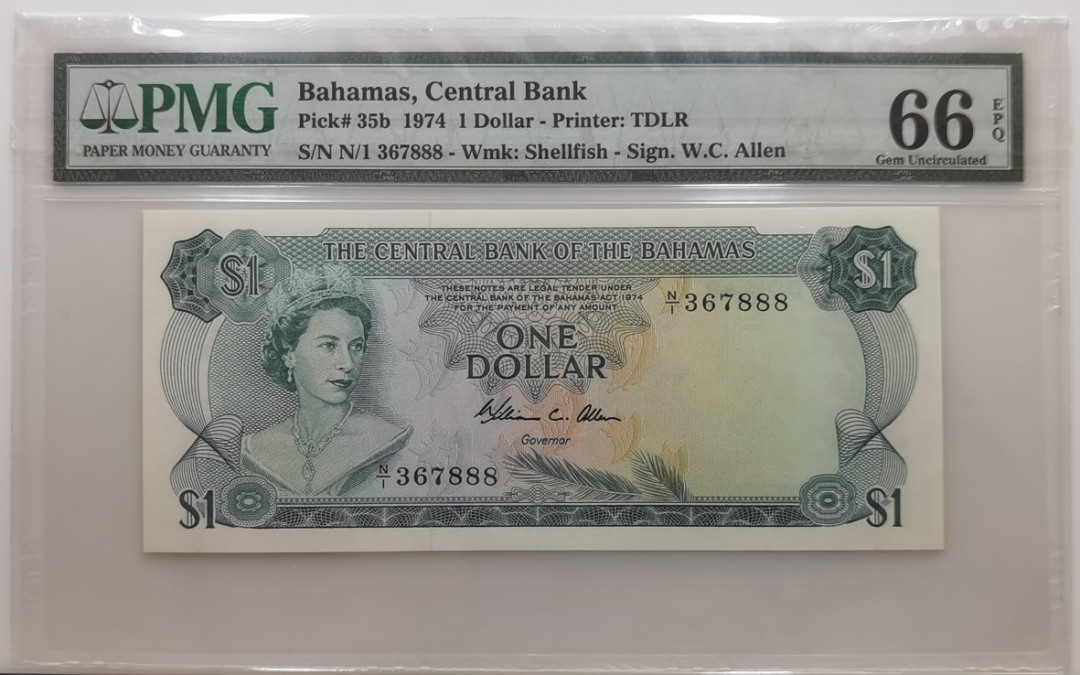 PMG
PAPER MONEY GUARANTY
Bahamas, Central Bank
Pick# 35b 1974 1 Dollar - Printer: TDLR
S/N N/1 367888 - Wmk: Shellfish - Sign. W.C. Allen
66
EPQ
Gem Uncirculated
$1
THE CENTRAL BANK OF THE BAHAMAS
$1
THESE NOTES ARE LEGAL TENDER UNDER
THE CENTRAL BANK OF THE BAHAMAS ACT 1974
FOR THE PAYMENT OF ANY AMOUNT
N/1 367888
ONE
DOLLAR
William C. Allen
Governor
N/1 367888
$1
$1